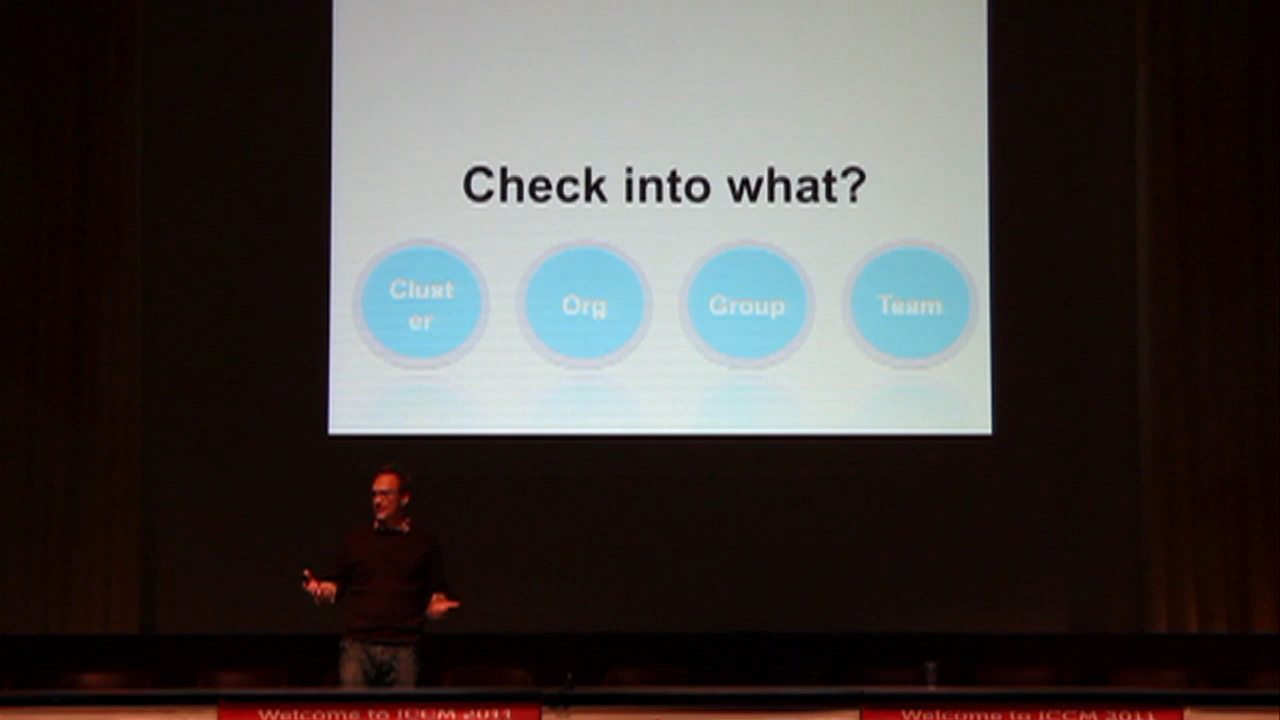 Check into what?
Clust
er
Org
Group
Team
Welcome to ICCM 2011
Welcome to ICCM 2011